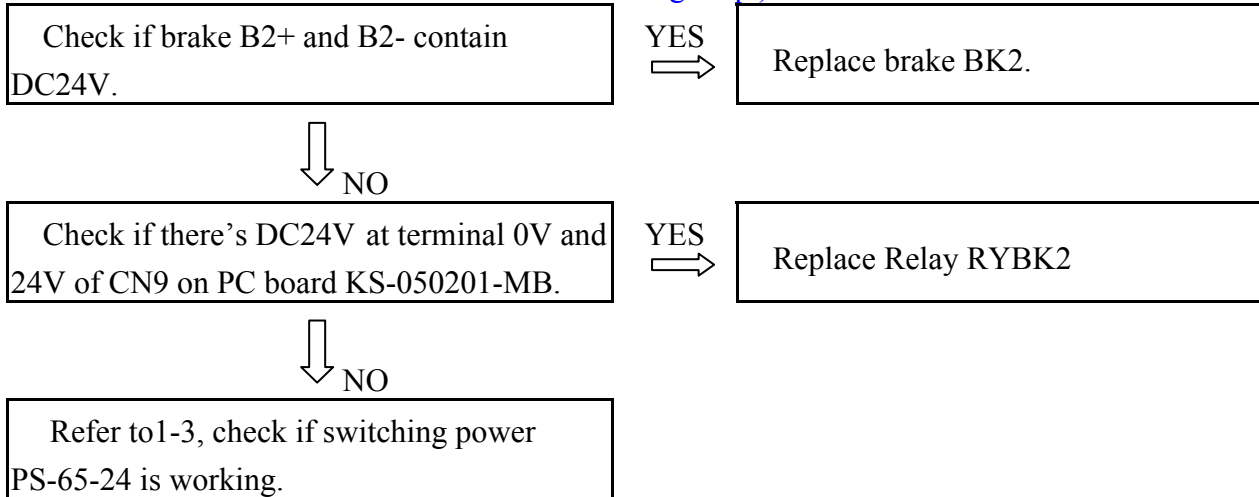 Check if brake B2+ and B2- contain
DC24V.
YES
Replace brake BK2.
NO
Check if there’s DC24V at terminal 0V and
24V of CN9 on PC board KS-050201-MB.
YES
Replace Relay RYBK2
NO
Refer to1-3, check if switching power
PS-65-24 is working.